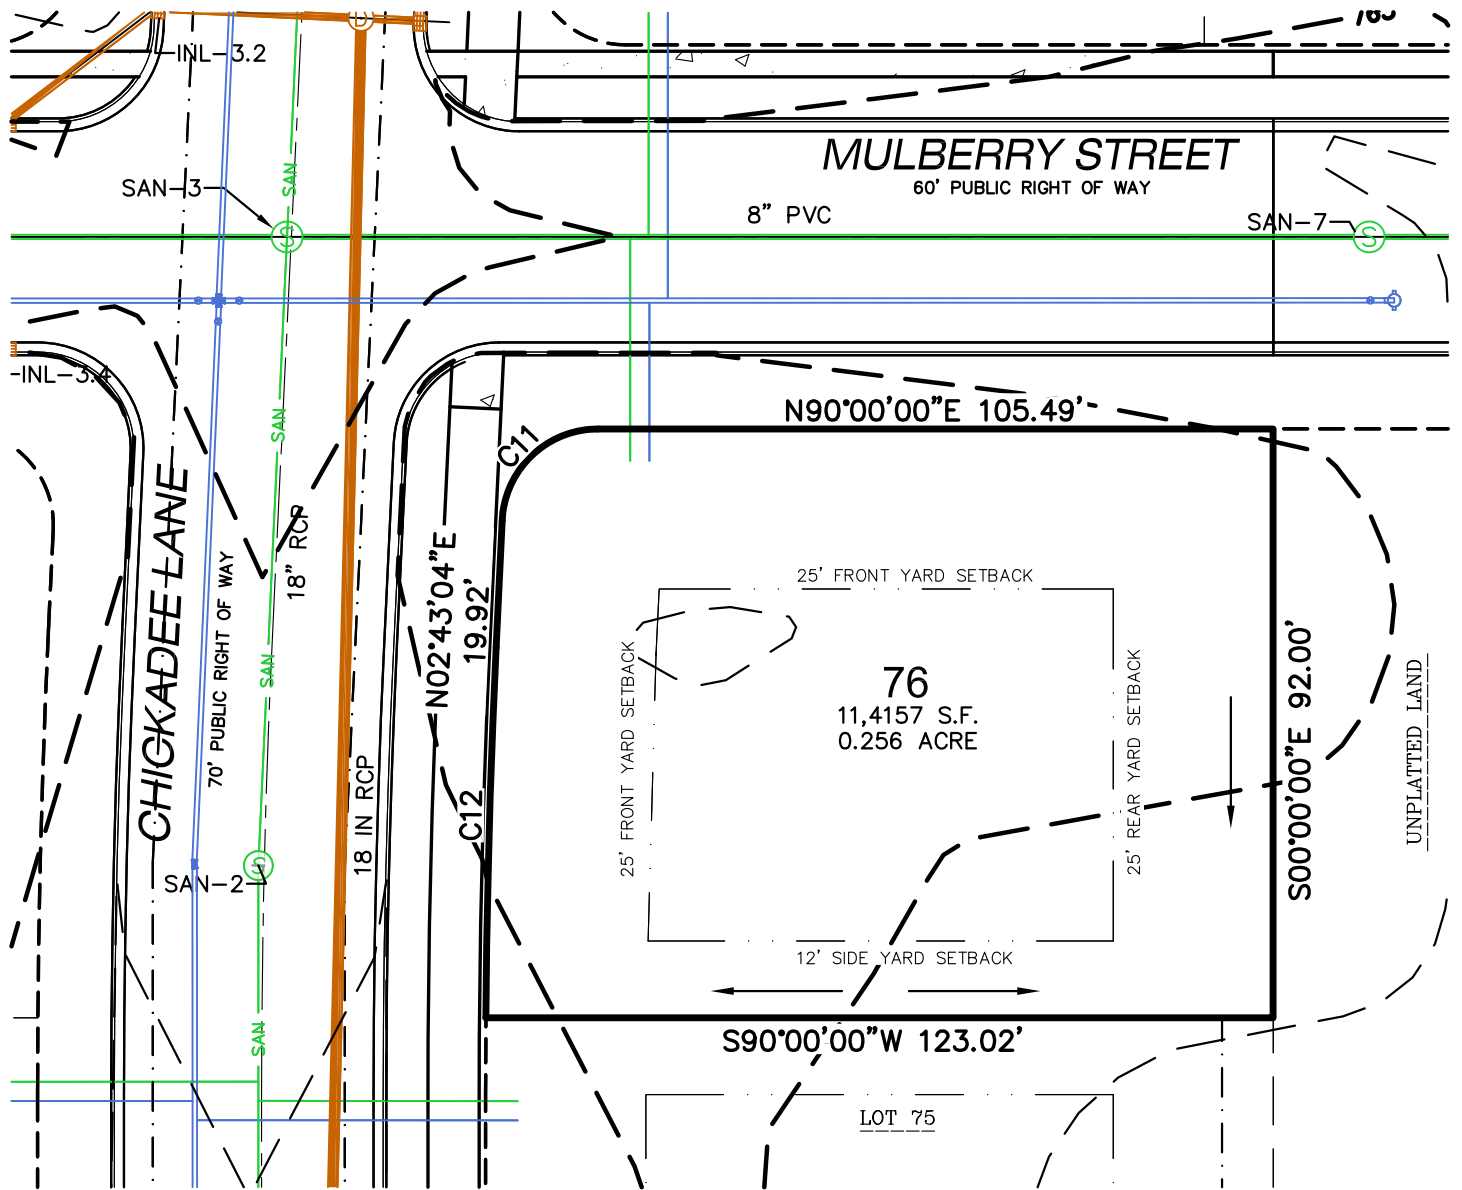 INL-3.2
SAN
SAN-3
S
8" PVC
MULBERRY STREET
60' PUBLIC RIGHT OF WAY
SAN-7
S
-INL-3.4
SAN
C11
N90°00'00"E 105.49'
CHICKADEE LANE
70' PUBLIC RIGHT OF WAY
18" RCP
N02°43'04"E
19.92'
25' FRONT YARD SETBACK
25' FRONT YARD SETBACK
76
11,4157 S.F.
0.256 ACRE
25' REAR YARD SETBACK
S00°00'00"E 92.00'
UNPLATTED LAND
SAN
18 IN RCP
C12
S
SAN-2
12' SIDE YARD SETBACK
SAN
S90°00'00"W 123.02'
LOT 75